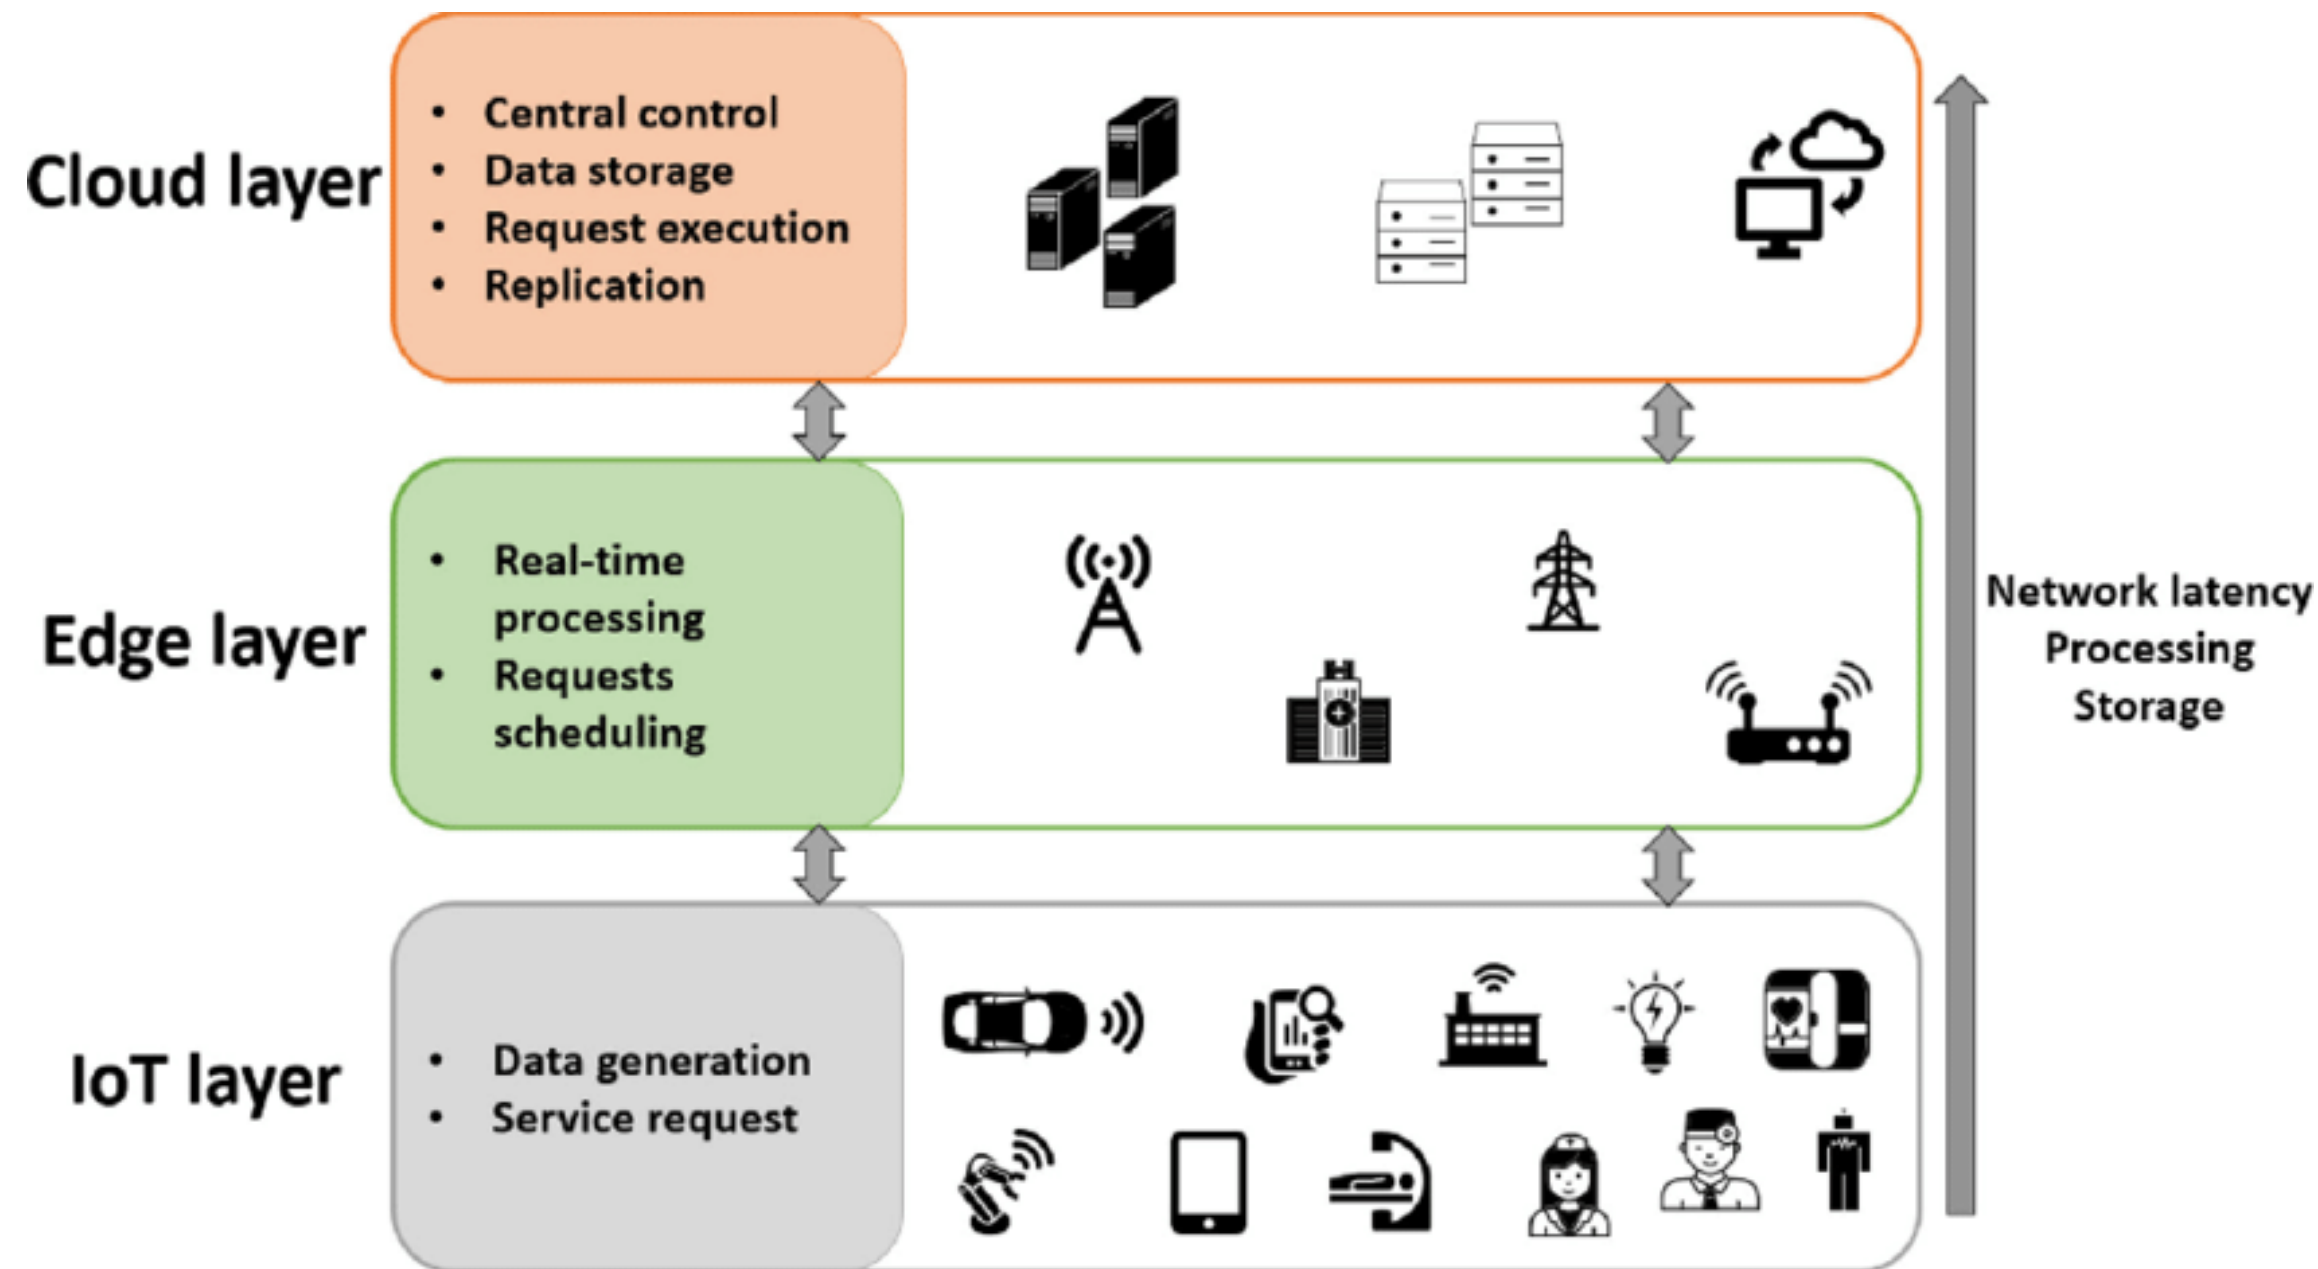 Cloud layer
• Central control
• Data storage
• Request execution
• Replication
Edge layer
• Real-time
processing
• Requests
scheduling
Network latency
Processing
Storage
IoT layer
• Data generation
• Service request